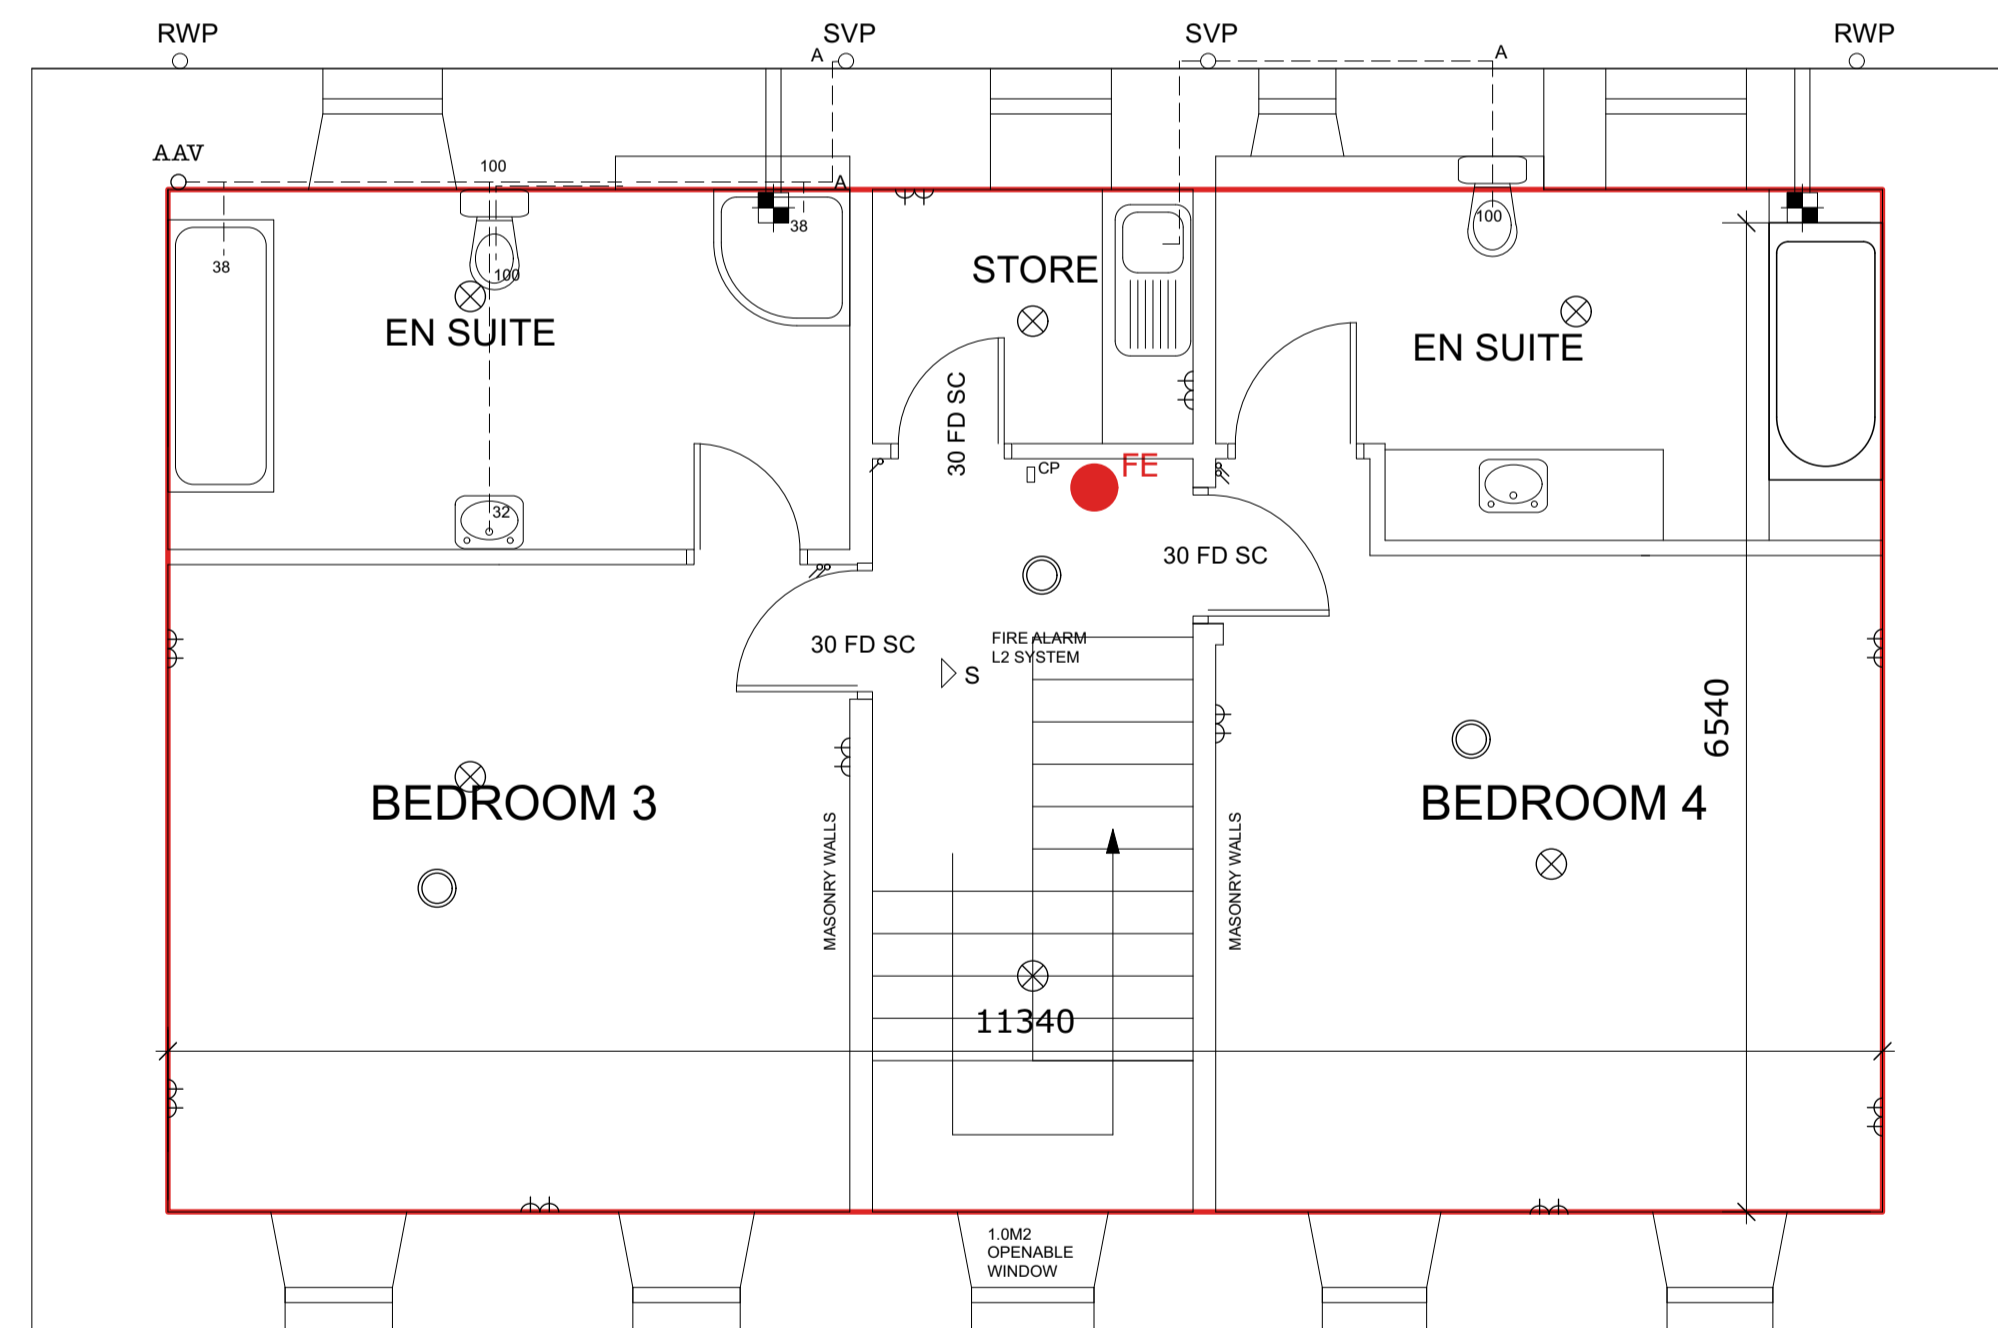 RWP
SVP
SVP
RWP
A
A
AAV
100
A
38
38
100
100
EN SUITE
STORE
EN SUITE
30 FD SC
CP
FE
32
30 FD SC
30 FD SC
FIRE ALARM
L2 SYSTEM
S
6540
BEDROOM 3
BEDROOM 4
MASONRY WALLS
MASONRY WALLS
11340
1.0M2
OPENABLE
WINDOW